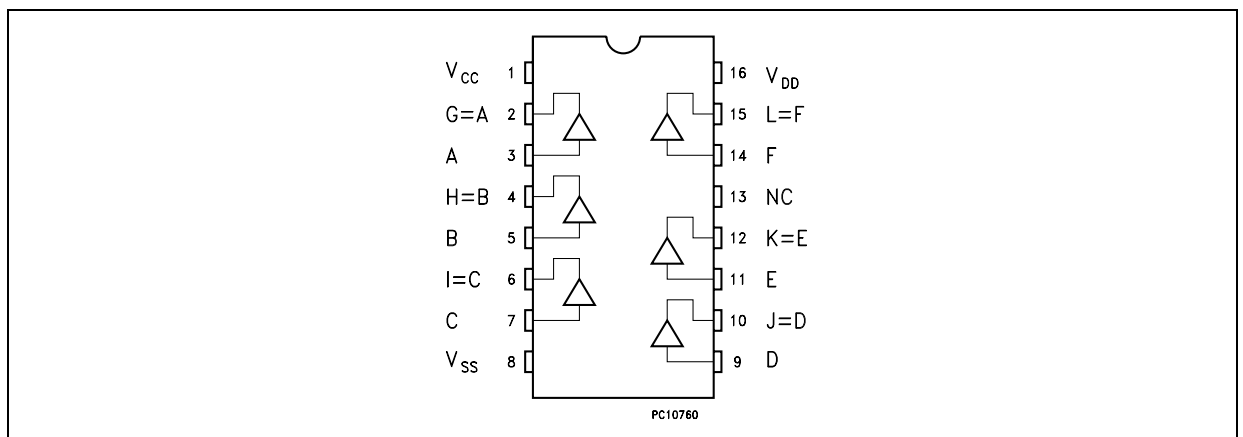 V_CC 1 16 V_DD
G=A 2 15 L=F
A 3 14 F
H=B 4 13 NC
B 5 12 K=E
I=C 6 11 E
C 7 10 J=D
V_SS 8 9 D
PC10760